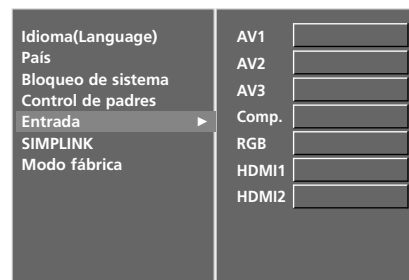 Idioma(Language)
País
Bloqueo de sistema
Control de padres
Entrada ►
SIMPLINK
Modo fábrica
AV1
AV2
AV3
Comp.
RGB
HDMI1
HDMI2